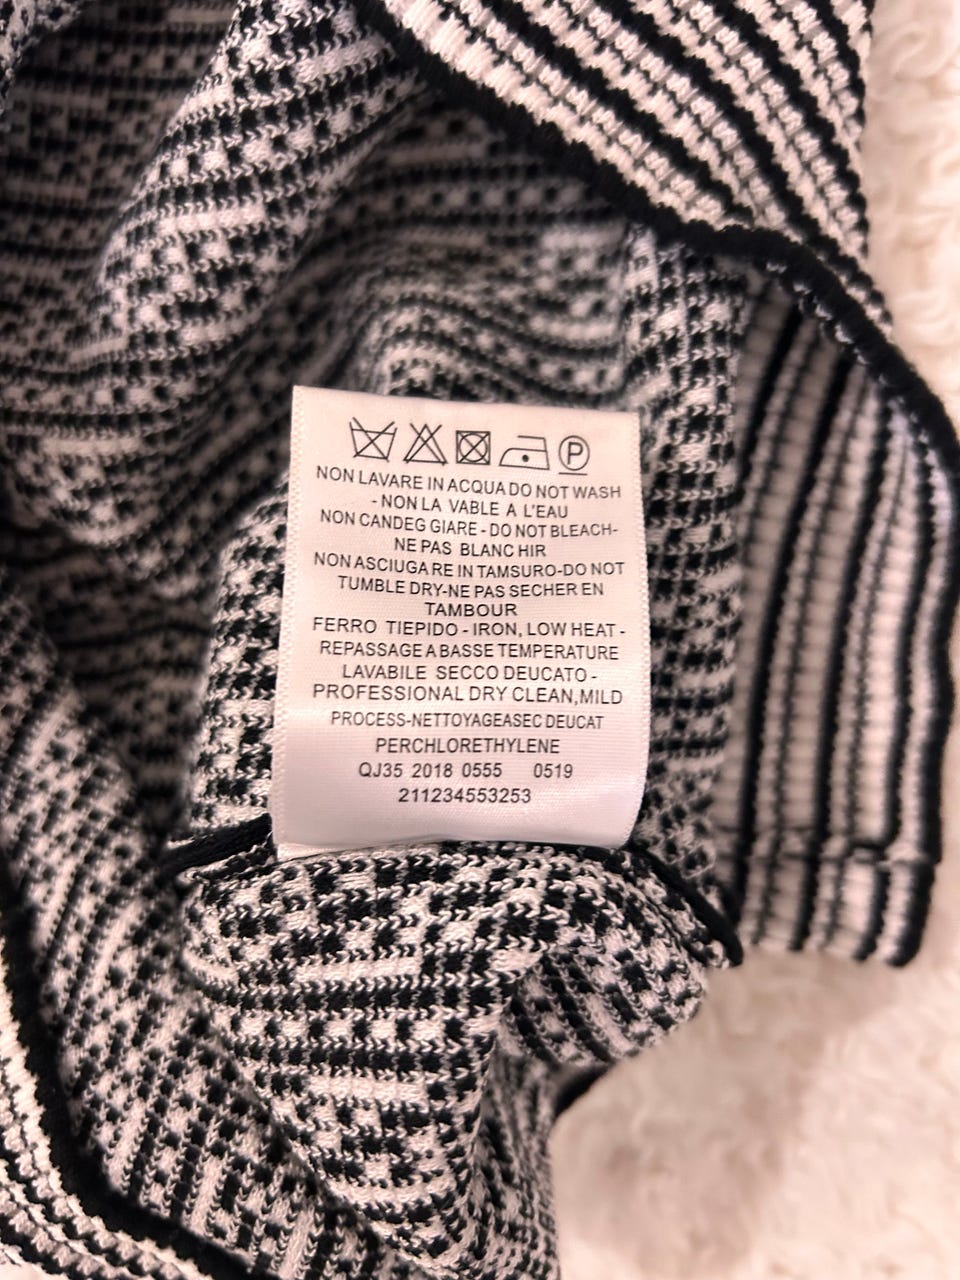 P
NON LAVARE IN ACQUA DO NOT WASH
- NON LA VABLE A L'EAU
NON CANDEG GIARE - DO NOT BLEACH-
NE PAS BLANC HIR
NON ASCIUGA RE IN TAMSURO-DO NOT
TUMBLE DRY-NE PAS SECHER EN
TAMBOUR
FERRO TIEPIDO - IRON, LOW HEAT -
REPASSAGE A BASSE TEMPERATURE
LAVABILE SECCO DEUCATO -
PROFESSIONAL DRY CLEAN,MILD
PROCESS-NETTOYAGEASEC DEUCAT
PERCHLORETHYLENE
QJ35 2018 0555 0519
211234553253